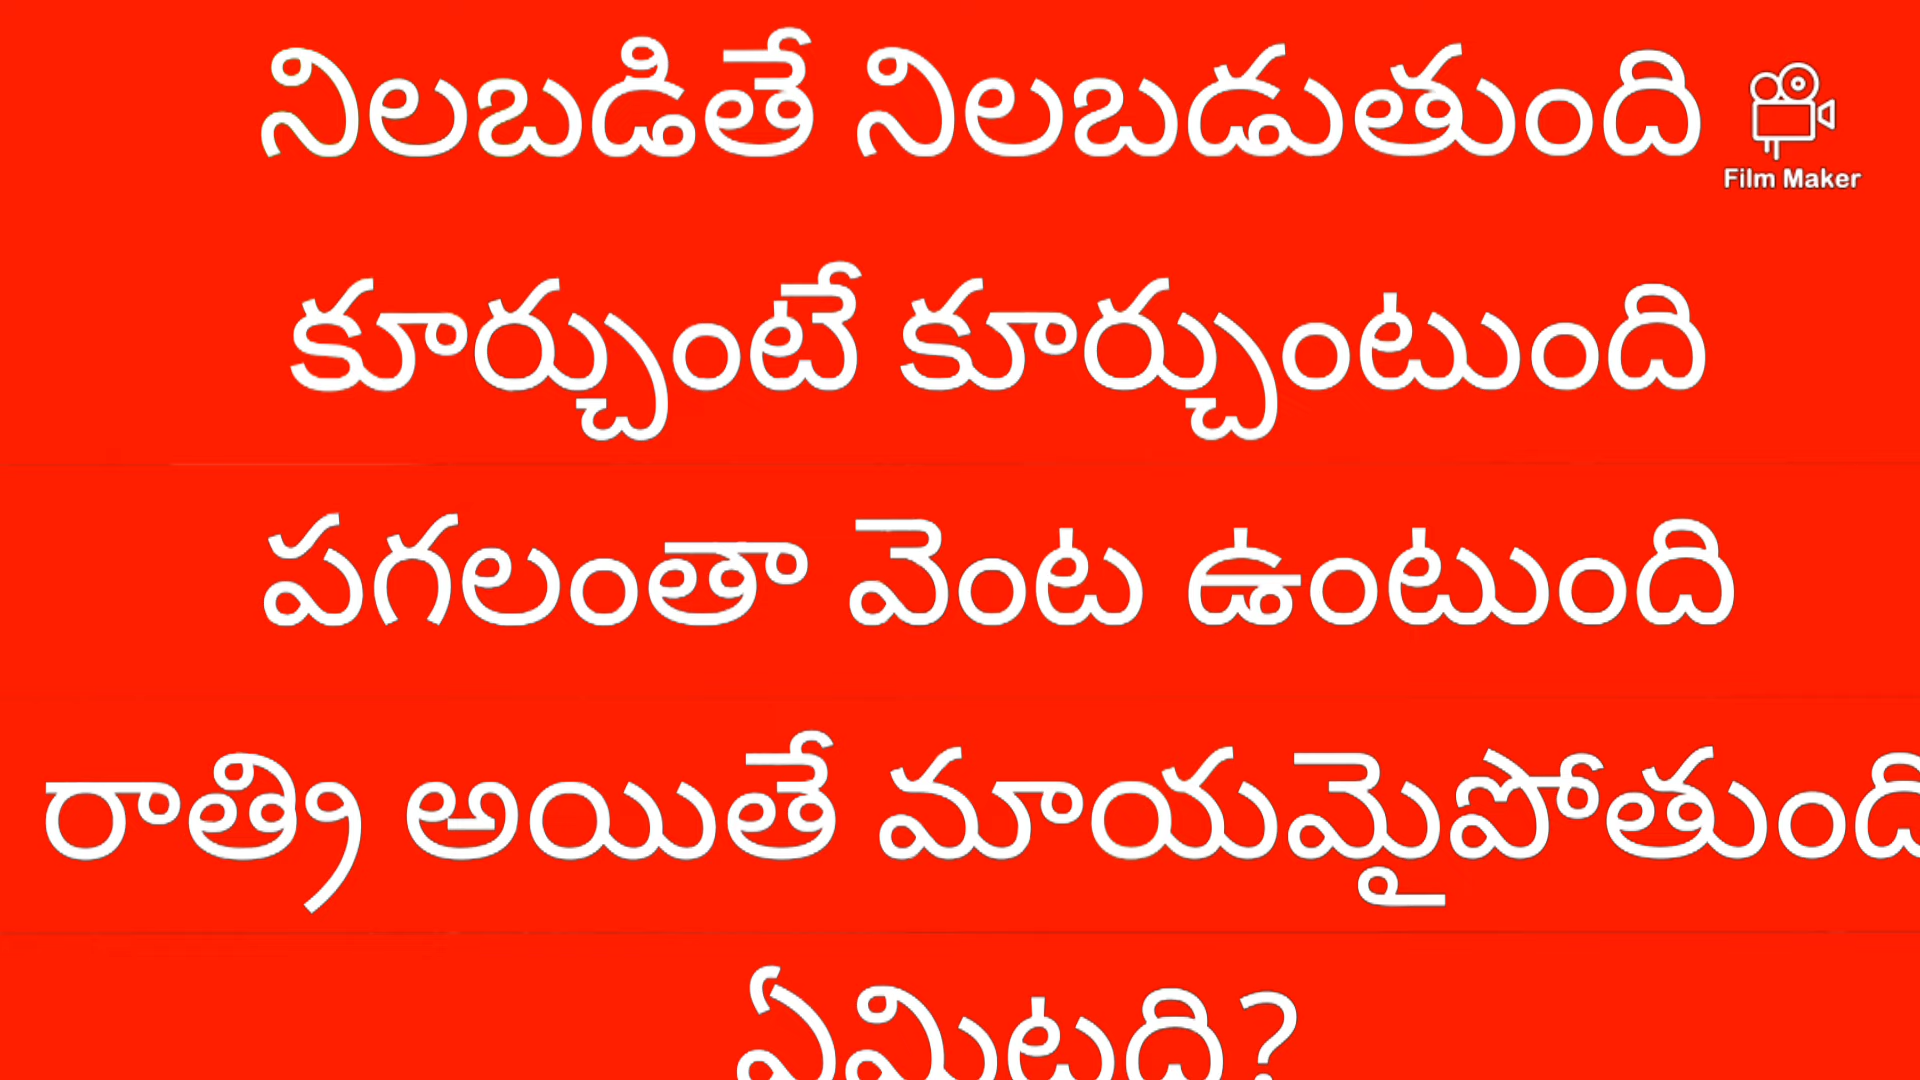 నిలబడితే నిలబడుతుంది
Film Maker
కూర్చుంటే కూర్చుంటుంది
పగలంతా వెంట ఉంటుంది
రాత్రి అయితే మాయమైపోతుంది
ఏమిటది?